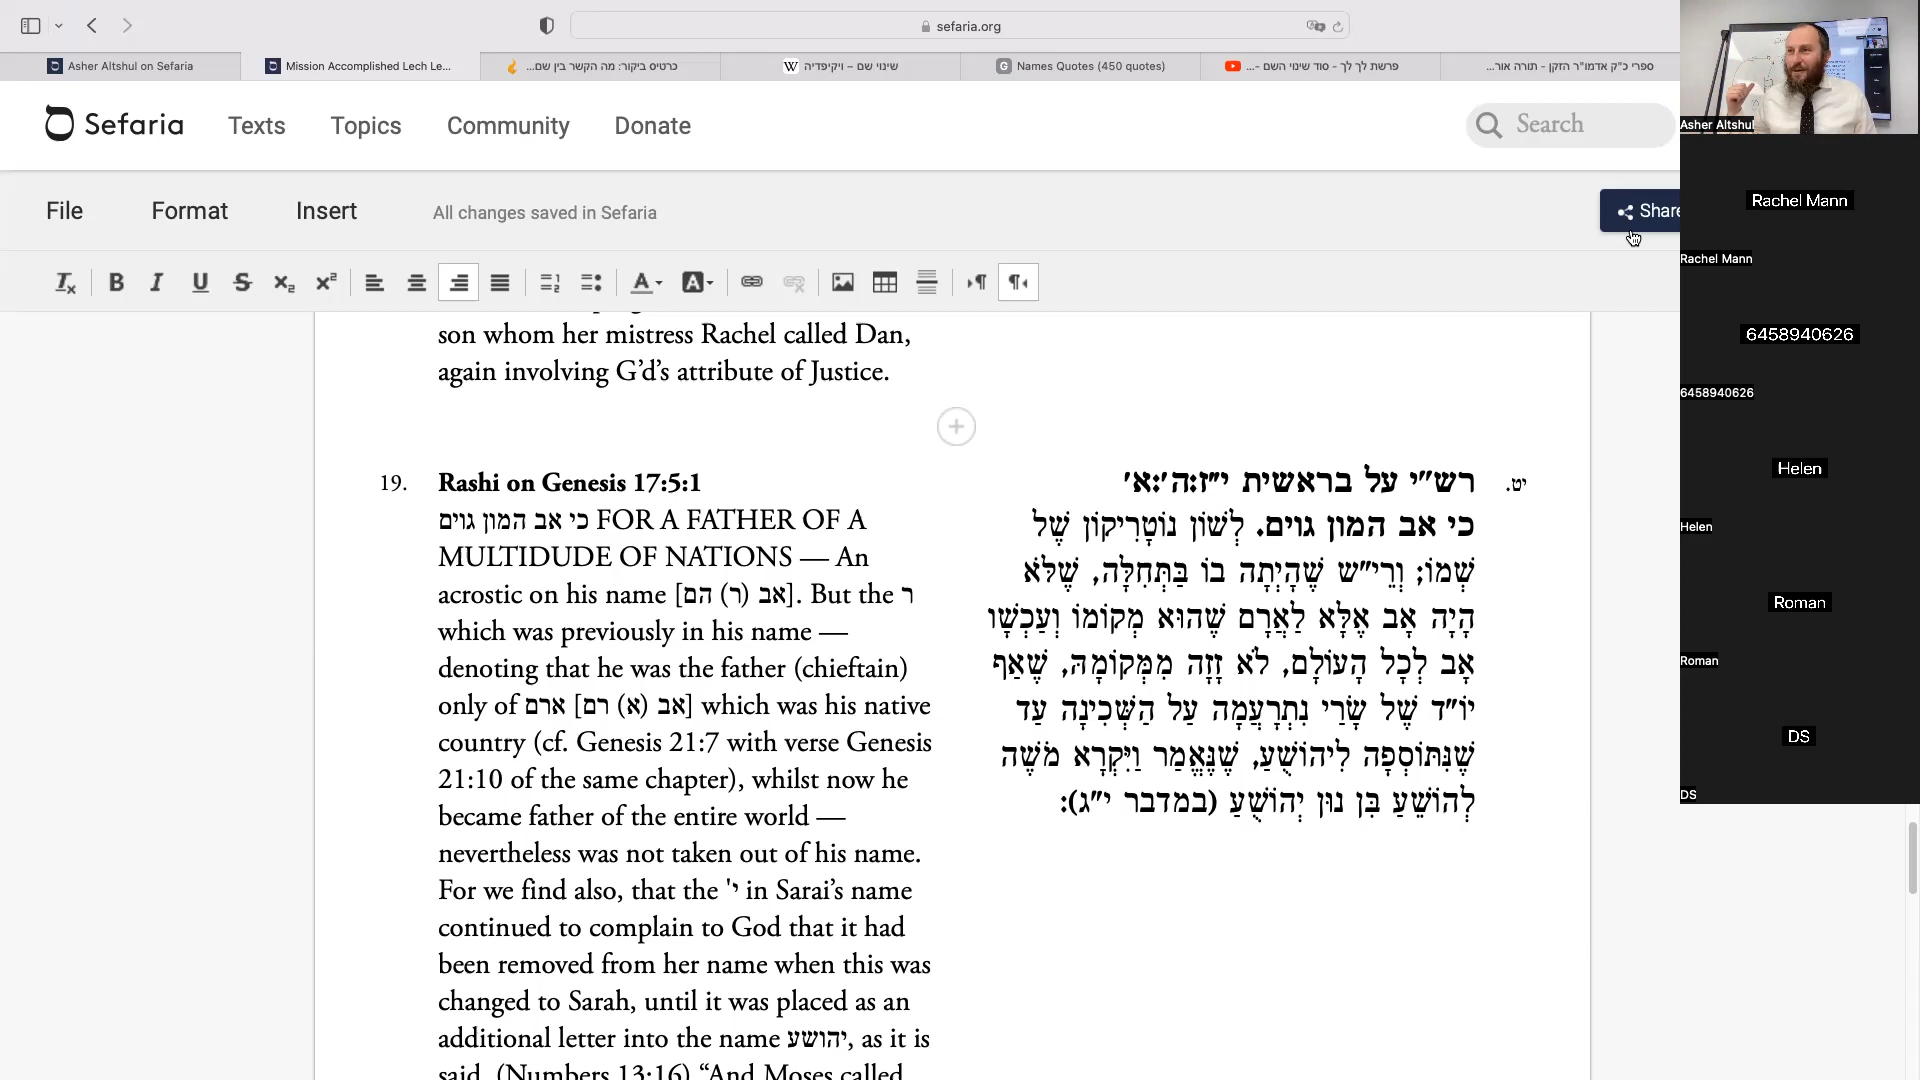 sefaria.org
Asher Altshul on Sefaria
Mission Accomplished Lech Le...
כרטיס ביקור: מה הקשר בין שם...
שינוי שם – ויקיפדיה
Names Quotes (450 quotes)
פרשת לך לך - סוד שינוי השם -...
ספרי כ"ק אדמו"ר הזקן - תורה אור...
Sefaria
Texts
Topics
Community
Donate
Search
File
Format
Insert
All changes saved in Sefaria
Share
son whom her mistress Rachel called Dan,
again involving G'd's attribute of Justice.
19.
Rashi on Genesis 17:5:1
כי אב המון גוים FOR A FATHER OF A
MULTIDUDE OF NATIONS — An
acrostic on his name [אב (ר) הם]. But the ר
which was previously in his name —
denoting that he was the father (chieftain)
only of ארם [אב (א) רם] which was his native
country (cf. Genesis 21:7 with verse Genesis
21:10 of the same chapter), whilst now he
became father of the entire world —
nevertheless was not taken out of his name.
For we find also, that the 'י in Sarai's name
continued to complain to God that it had
been removed from her name when this was
changed to Sarah, until it was placed as an
additional letter into the name יהושע, as it is
said, (Numbers 13:16) “And Moses called
יט.
רש"י על בראשית י״ז:ה׳:א׳
כי אב המון גוים. לְשׁוֹן נוֹטָרִיקוֹן שֶׁל
שְׁמוֹ; וְרֵי"שׁ שֶׁהָיְתָה בוֹ בַּתְּחִלָּה, שֶׁלֹּא
הָיָה אָב אֶלָּא לַאֲרָם שֶׁהוּא מְקוֹמוֹ וְעַכְשָׁו
אָב לְכָל הָעוֹלָם, לֹא זָזָה מִמְּקוֹמָהּ, שֶׁאַף
יוֹ"ד שֶׁל שָׂרַי נִתְרָעֲמָה עַל הַשְּׁכִינָה עַד
שֶׁנִּתּוֹסְפָה לִיהוֹשֻׁעַ, שֶׁנֶּאֱמַר וַיִּקְרָא מֹשֶׁה
לְהוֹשֵׁעַ בִּן נוּן יְהוֹשֻׁעַ (במדבר י"ג):
Asher Altshul
Rachel Mann
Rachel Mann
6458940626
6458940626
Helen
Helen
Roman
Roman
DS
DS